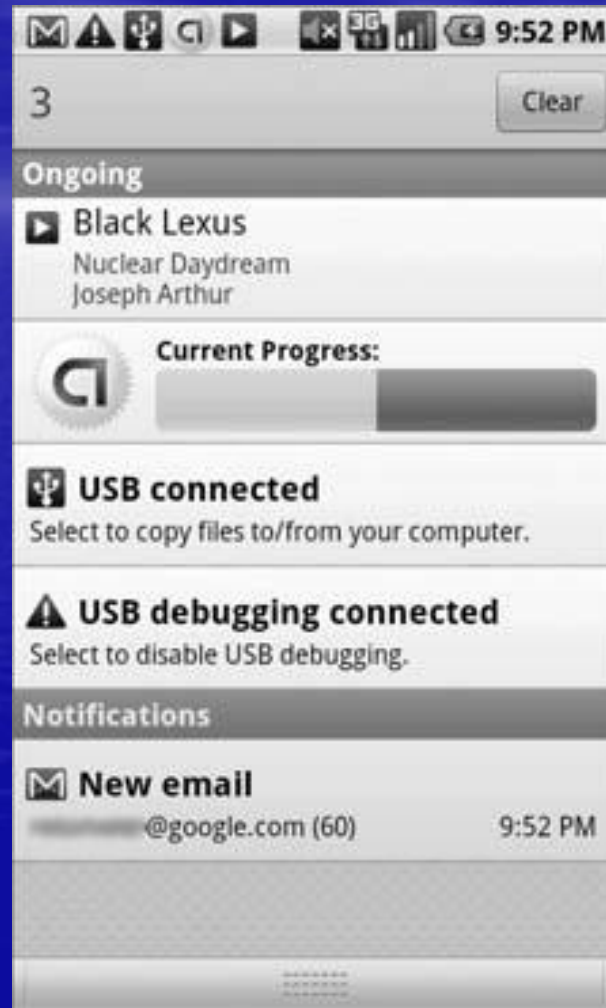 3G 9:52 PM
3 Clear
Ongoing
Black Lexus
Nuclear Daydream
Joseph Arthur
Current Progress:
USB connected
Select to copy files to/from your computer.
USB debugging connected
Select to disable USB debugging.
Notifications
New email
@google.com (60) 9:52 PM